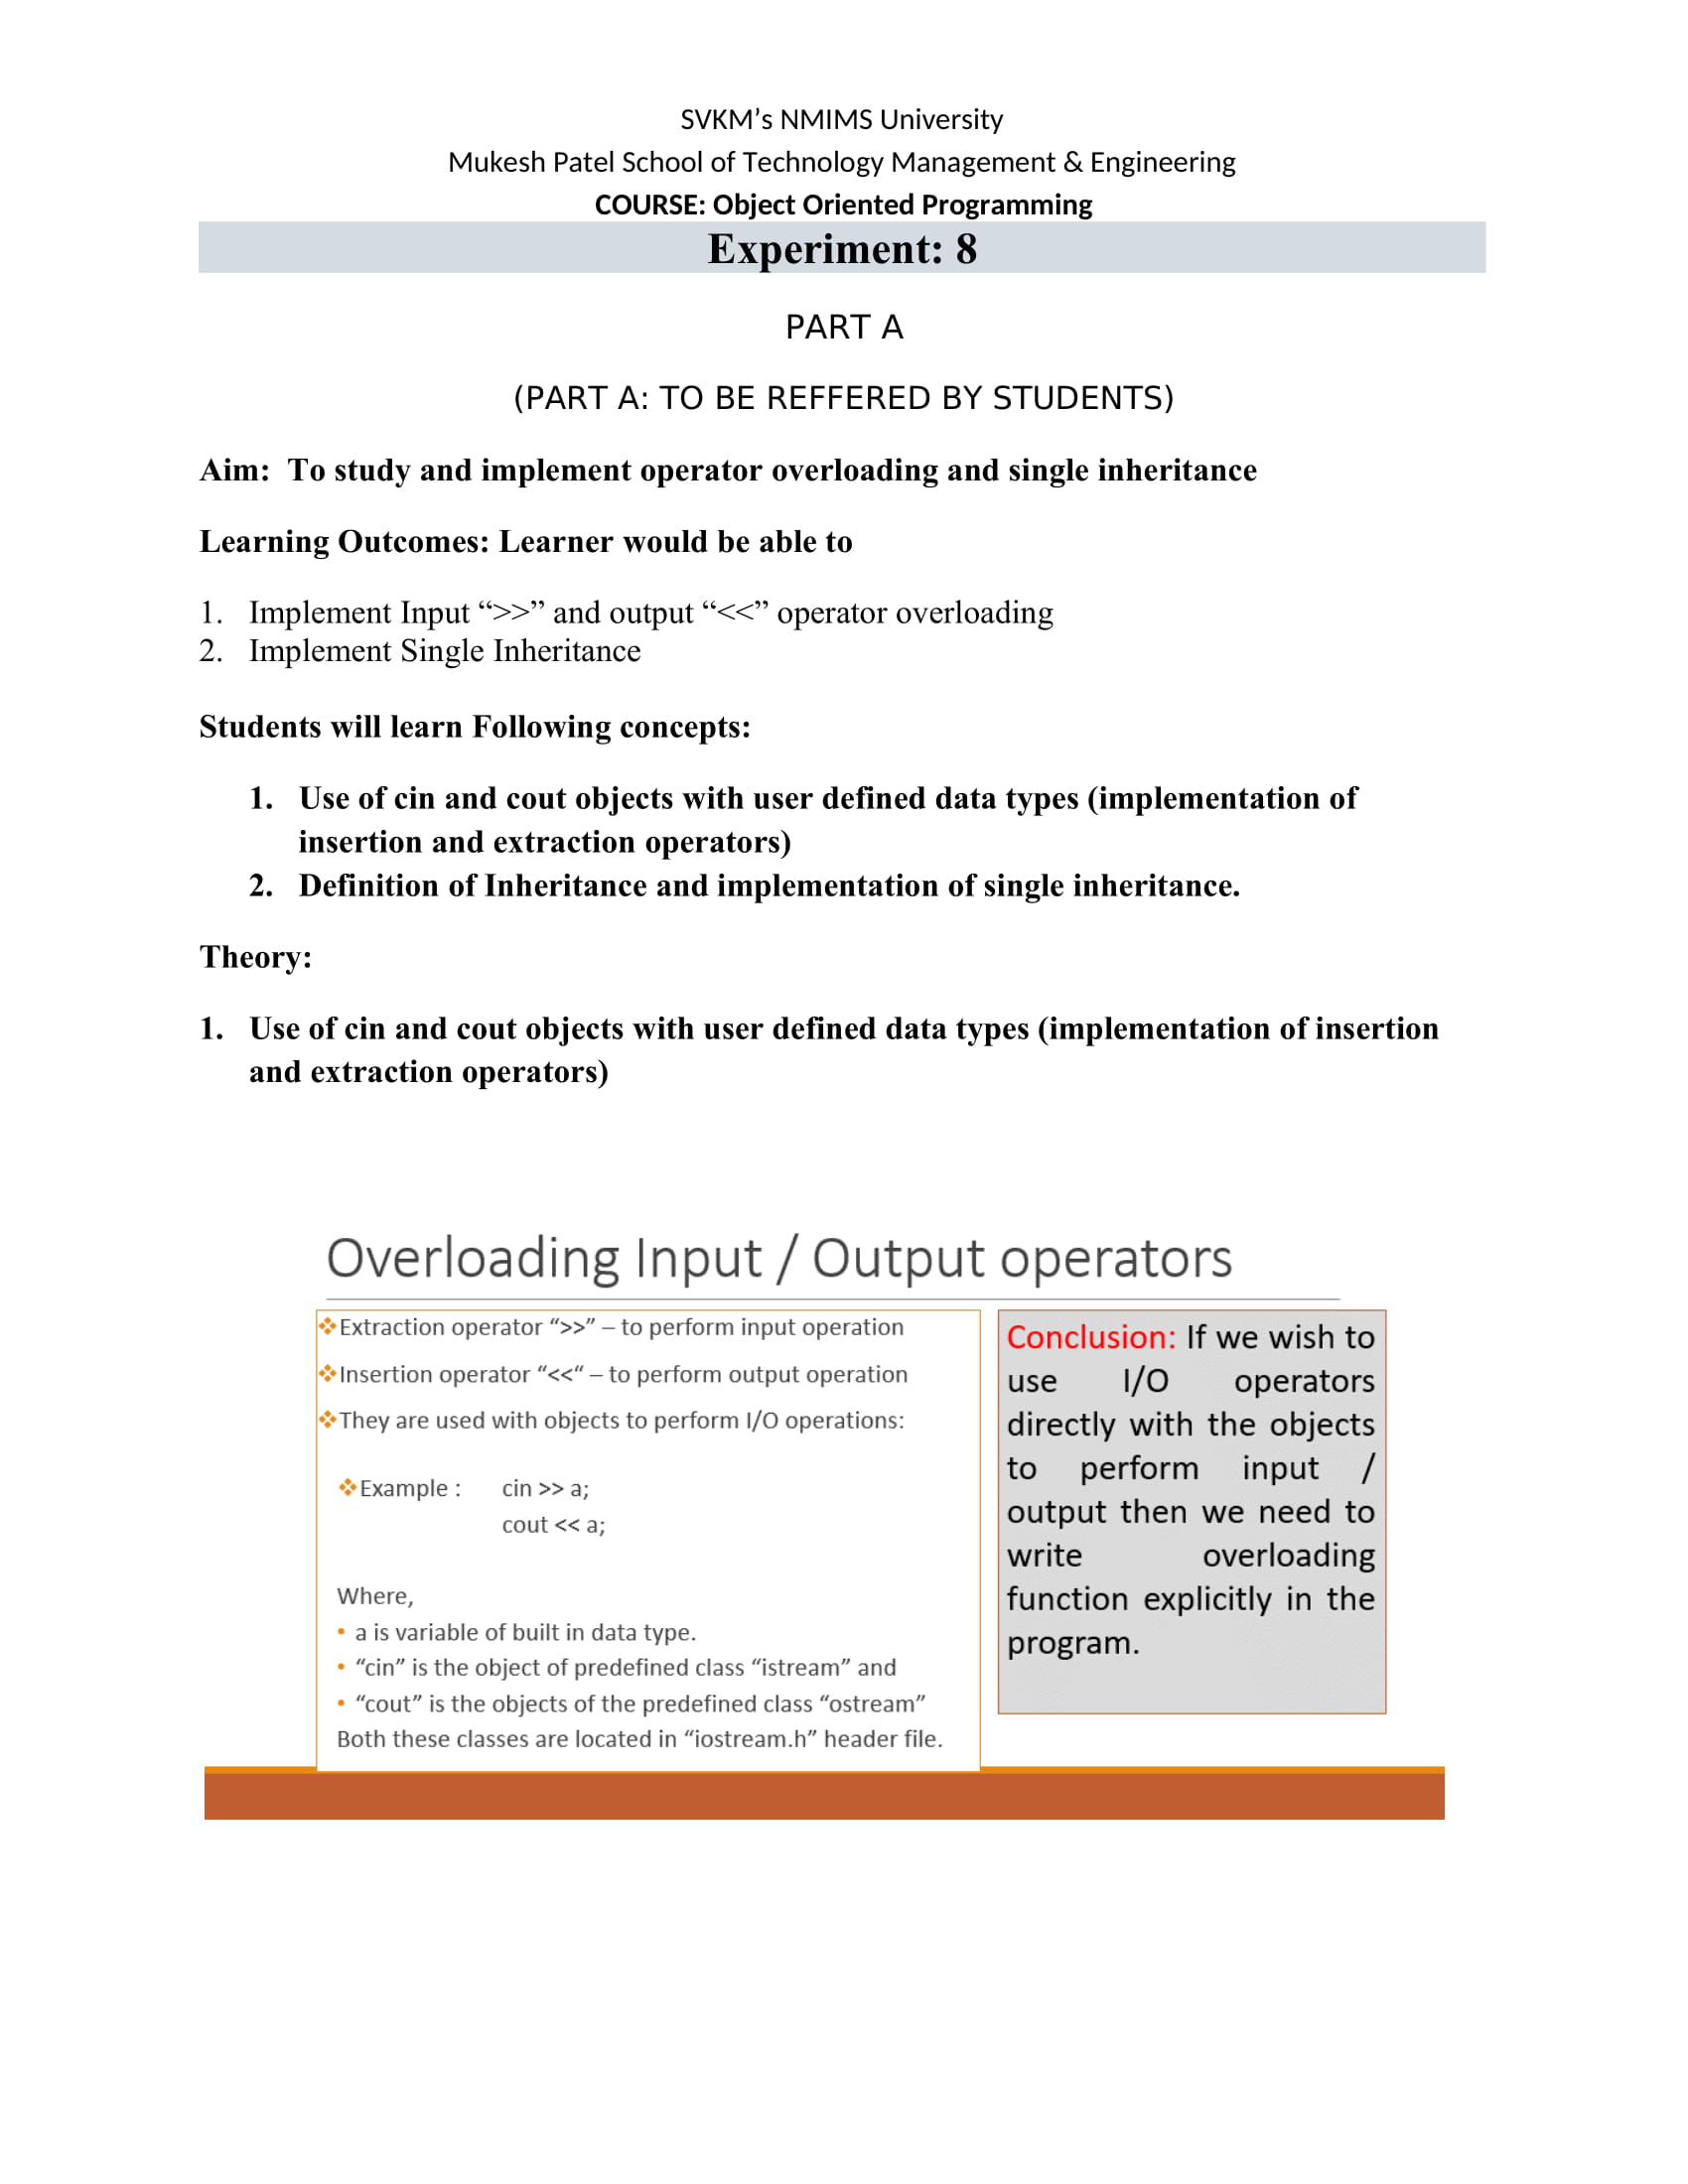 SVKM’s NMIMS University
Mukesh Patel School of Technology Management & Engineering
COURSE: Object Oriented Programming
Experiment: 8
PART A
(PART A: TO BE REFFERED BY STUDENTS)
Aim:  To study and implement operator overloading and single inheritance
Learning Outcomes: Learner would be able to
1. Implement Input “>>” and output “<<” operator overloading
2. Implement Single Inheritance
Students will learn Following concepts:
1. Use of cin and cout objects with user defined data types (implementation of
insertion and extraction operators)
2. Definition of Inheritance and implementation of single inheritance.
Theory:
1. Use of cin and cout objects with user defined data types (implementation of insertion
and extraction operators)
Overloading Input / Output operators
❖Extraction operator “>>” – to perform input operation
❖Insertion operator “<<“ – to perform output operation
❖They are used with objects to perform I/O operations:
❖Example : cin >> a;
cout << a;
Where,
• a is variable of built in data type.
• “cin” is the object of predefined class “istream” and
• “cout” is the objects of the predefined class “ostream”
Both these classes are located in “iostream.h” header file.
Conclusion: If we wish to
use I/O operators
directly with the objects
to perform input /
output then we need to
write overloading
function explicitly in the
program.